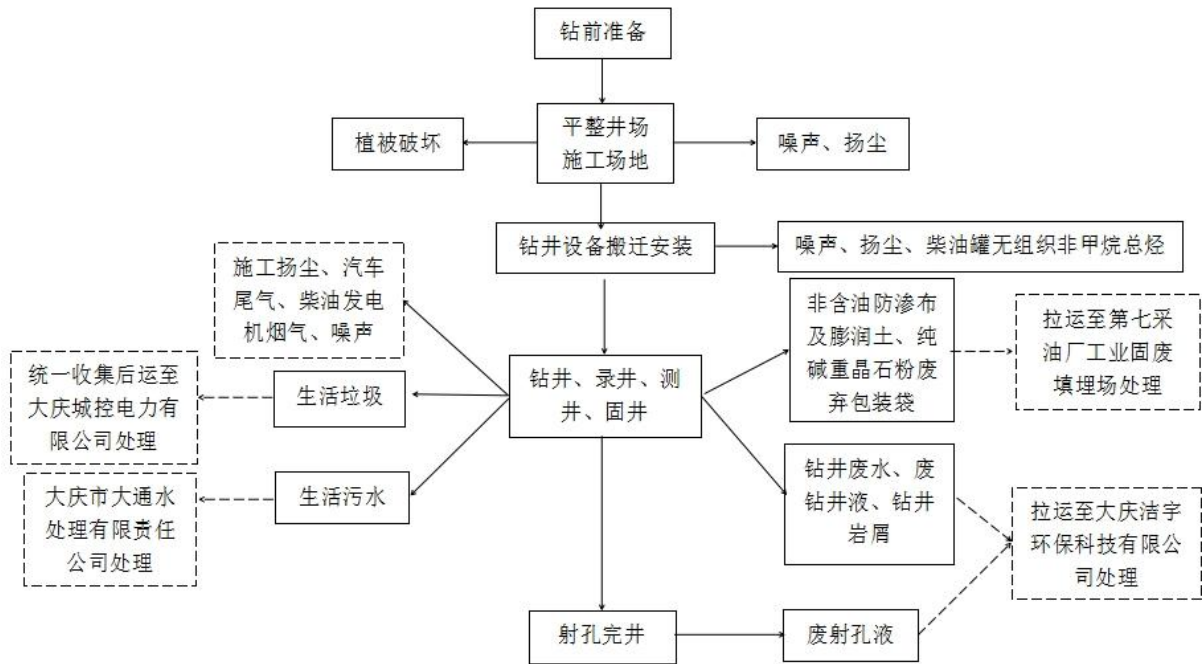 钻前准备
植被破坏
平整井场
施工场地
噪声、扬尘
钻井设备搬迁安装
噪声、扬尘、柴油罐无组织非甲烷总烃
施工扬尘、汽车
尾气、柴油发电
机烟气、噪声
非含油防渗布
及膨润土、纯
碱重晶石粉废
弃包装袋
拉运至第七采
油厂工业固废
填埋场处理
统一收集后运至
大庆城控电力有
限公司处理
生活垃圾
钻井、录井、测
井、固井
大庆市大通水
处理有限责任
公司处理
生活污水
钻井废水、废
钻井液、钻井
岩屑
拉运至大庆洁宇
环保科技有限公
司处理
射孔完井
废射孔液